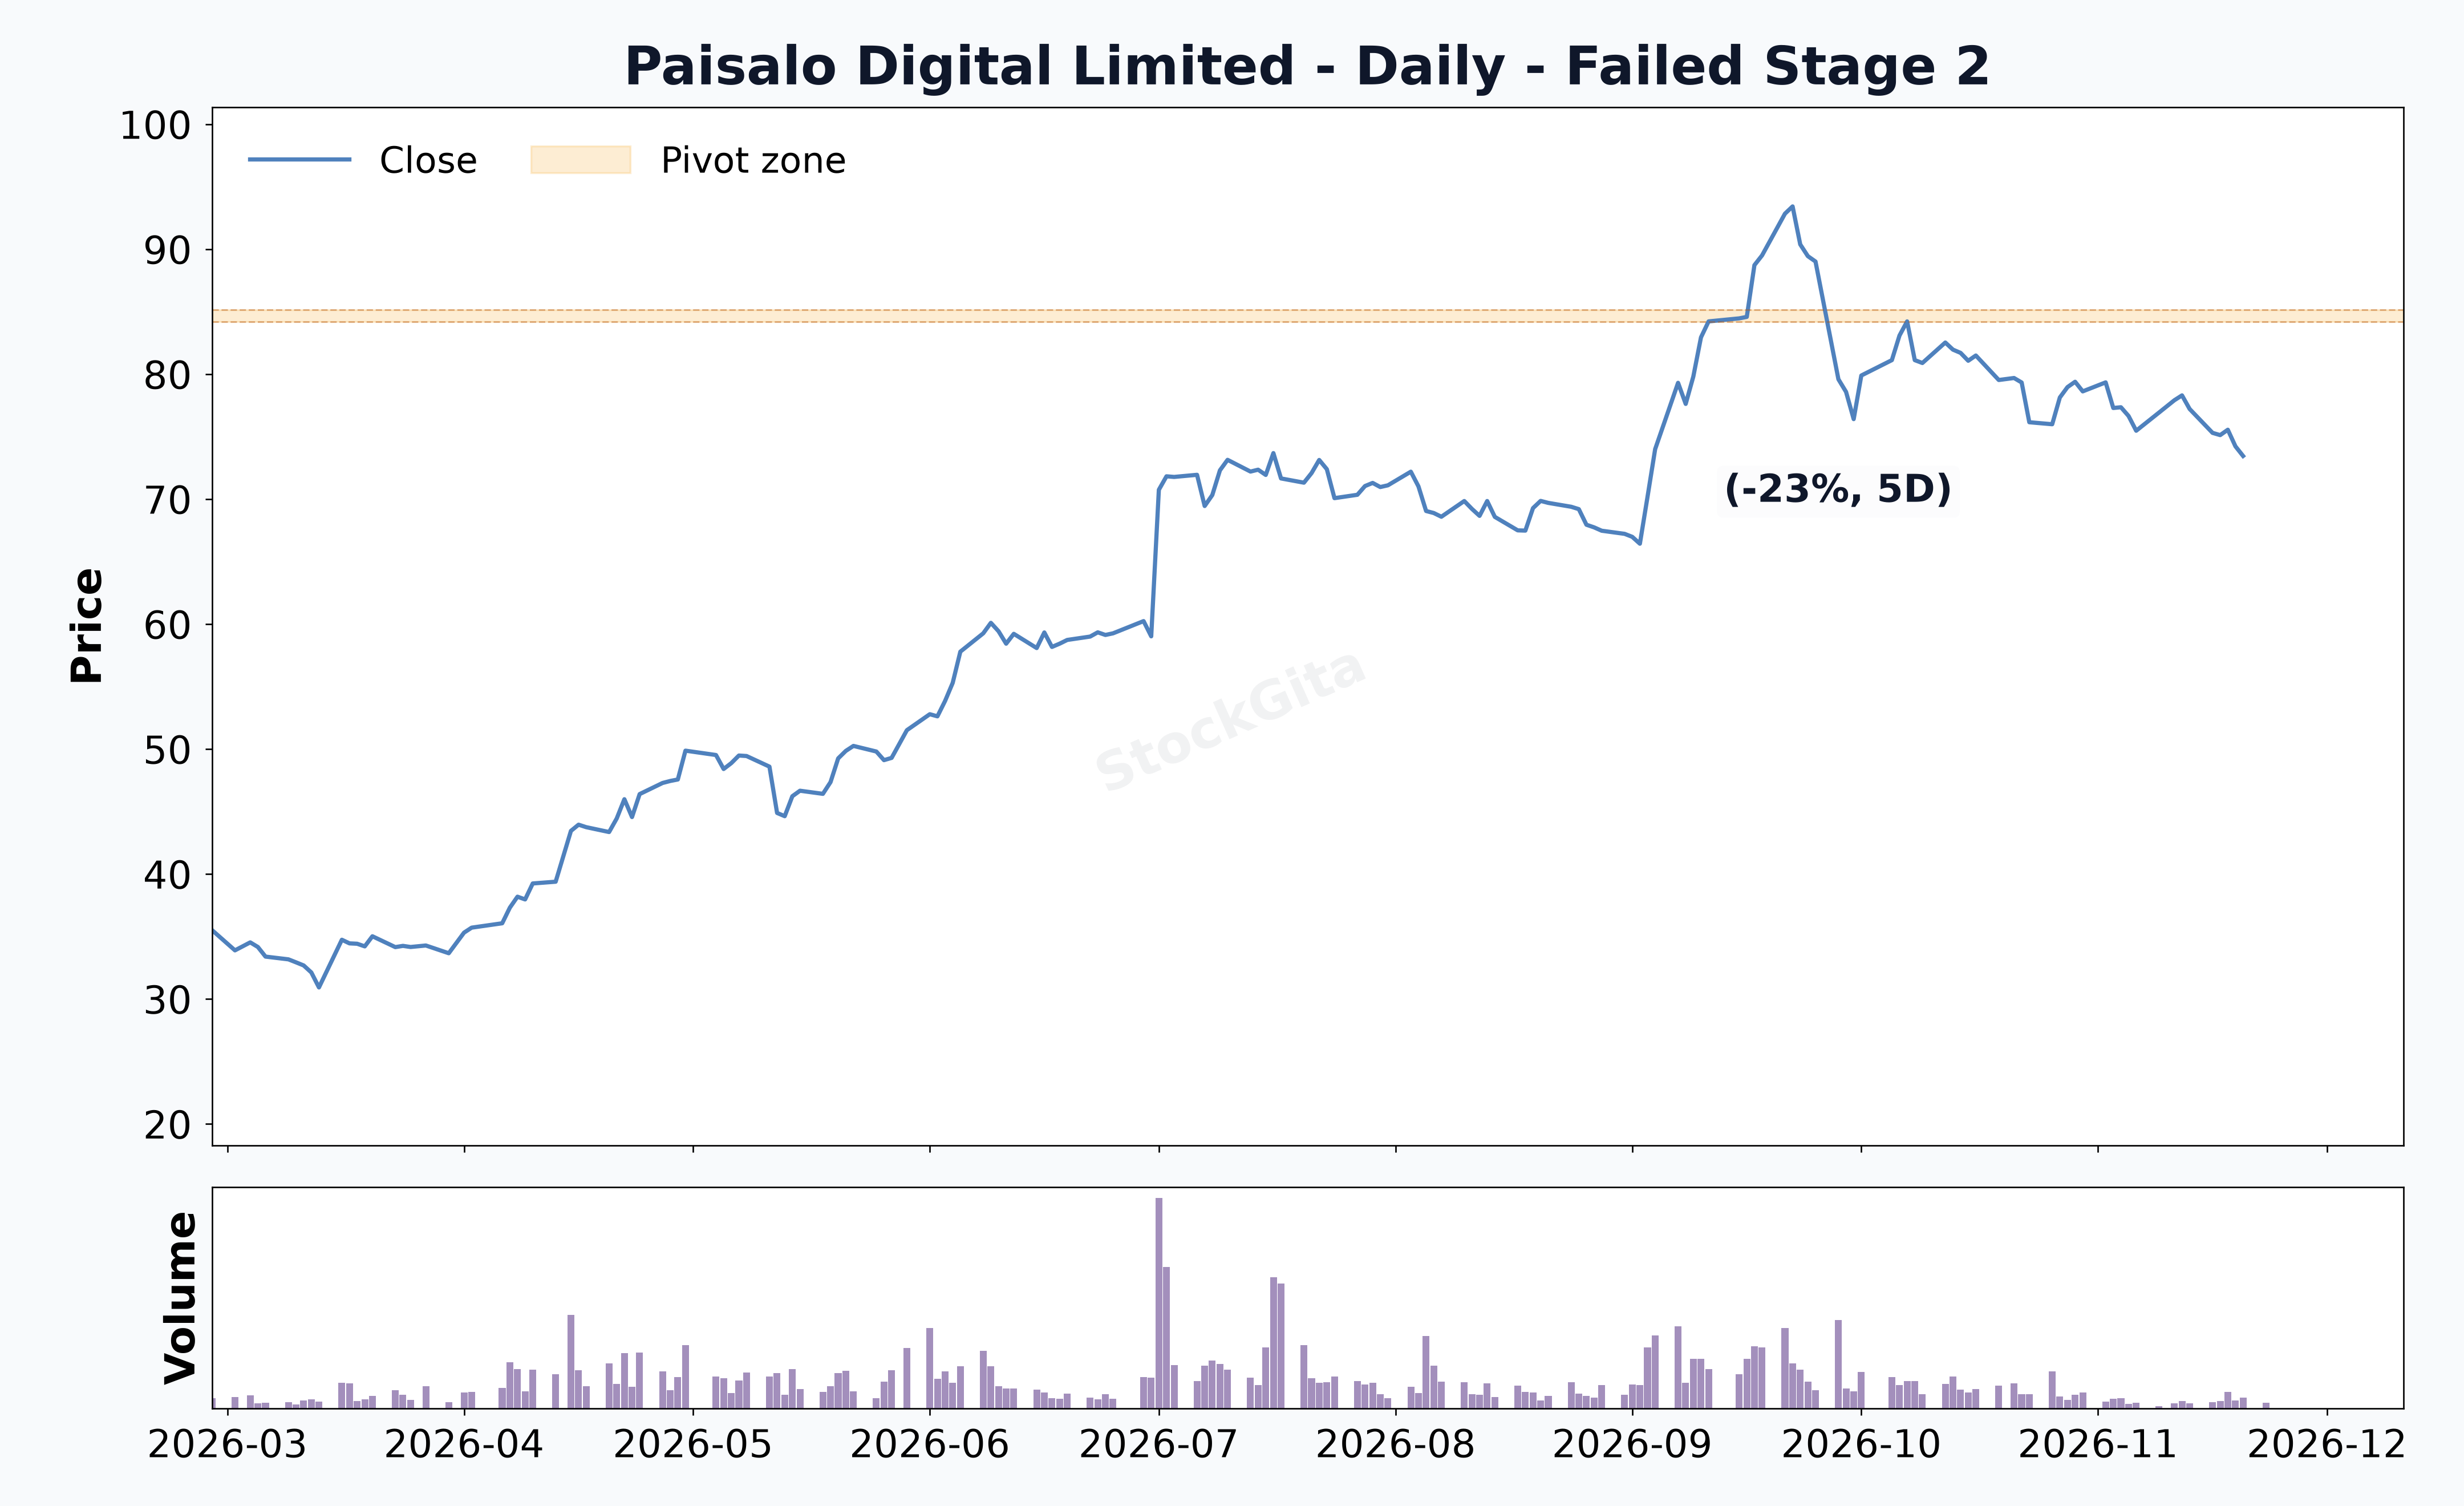 Paisalo Digital Limited - Daily - Failed Stage 2
Close
Pivot zone
Price
100
90
80
70
60
50
40
30
20
(-23%, 5D)
StockGita
Volume
2026-03
2026-04
2026-05
2026-06
2026-07
2026-08
2026-09
2026-10
2026-11
2026-12